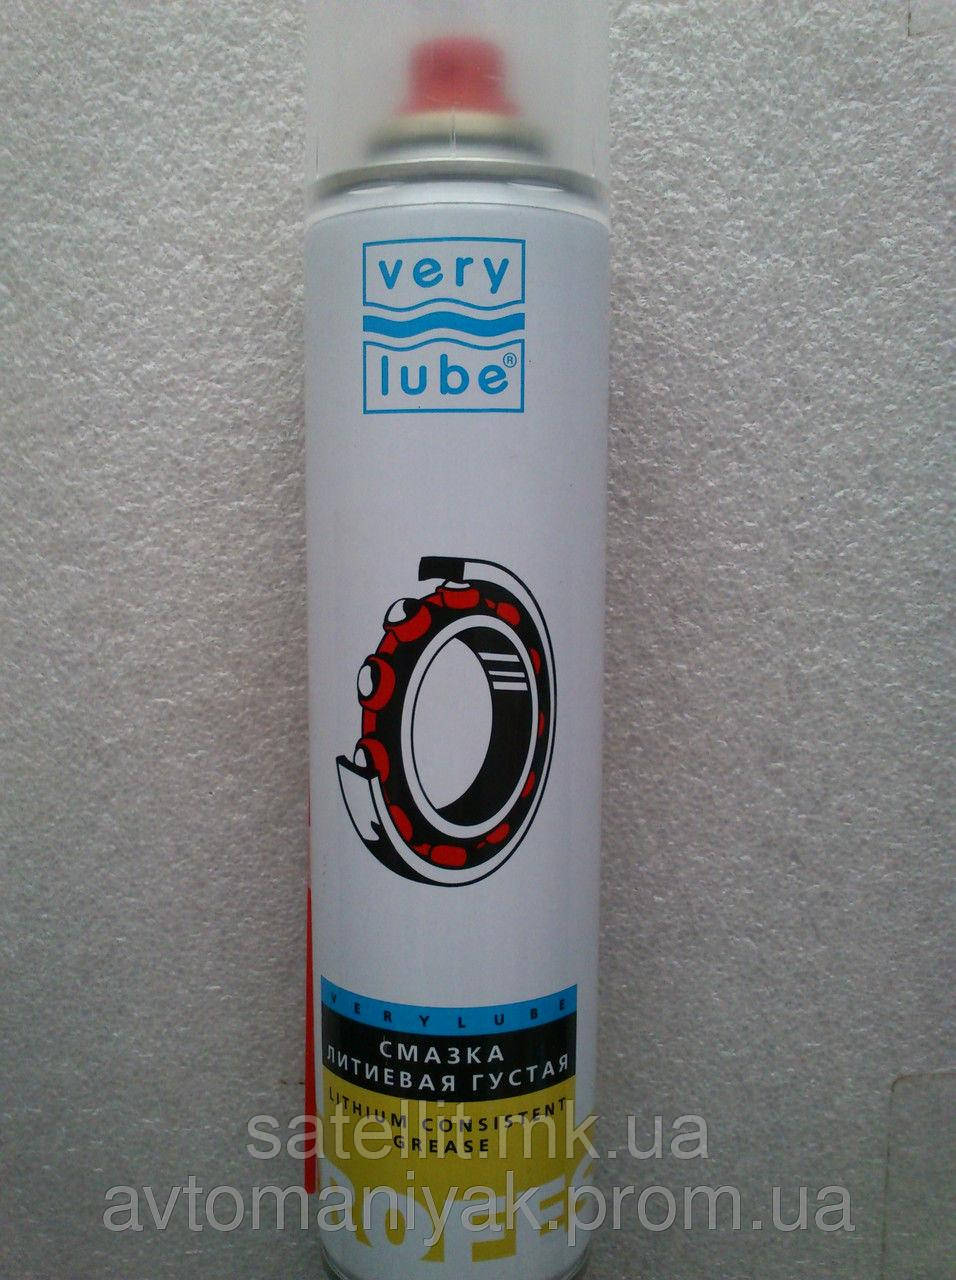 very
lube®
VERYLUBE
СМАЗКА
ЛИТИЕВАЯ ГУСТАЯ
LITHIUM CONSISTENT
GREASE
satellit.mk.ua
avtomaniyak.prom.ua